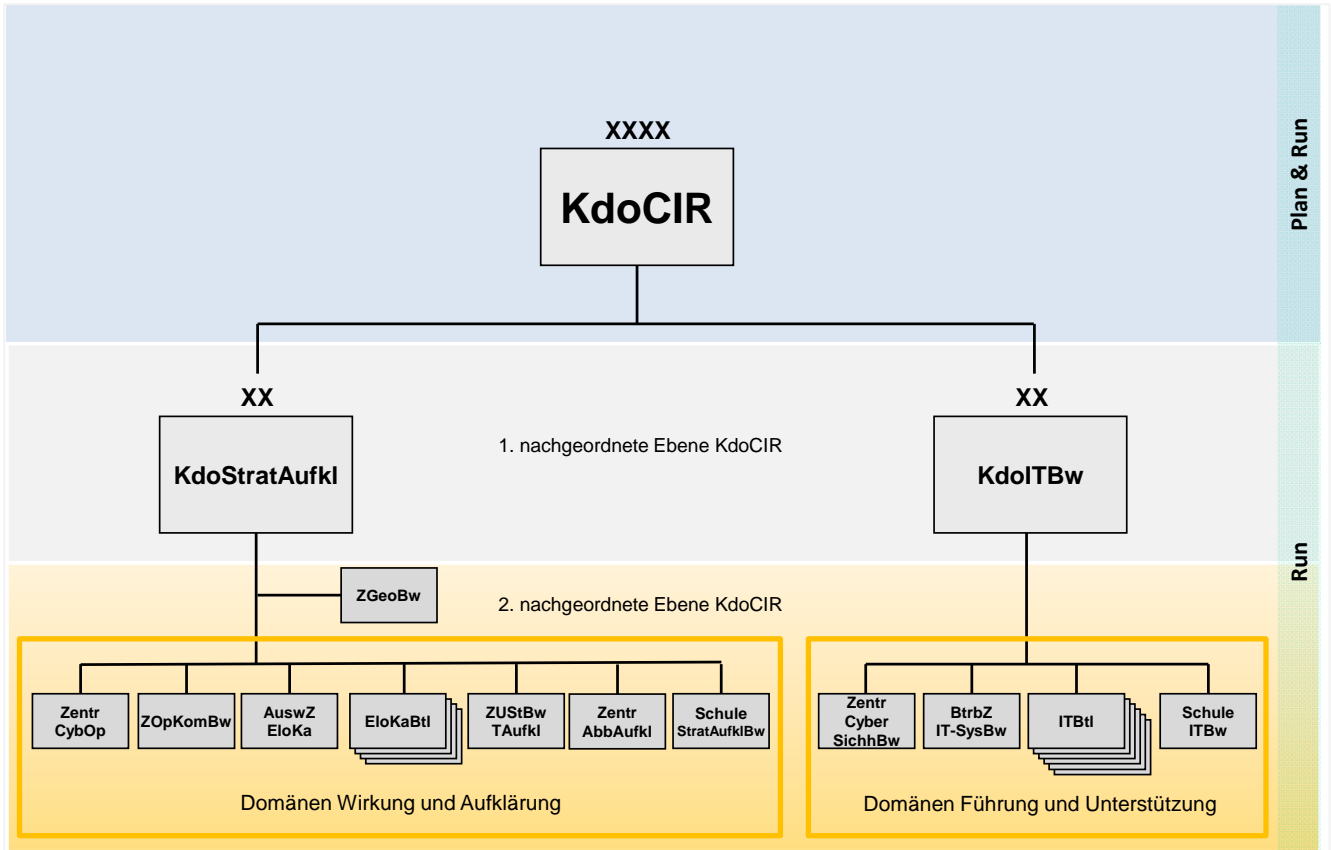 XXXX
KdoCIR
Plan & Run
XX
XX
KdoStratAufkl
1. nachgeordnete Ebene KdoCIR
KdoITBw
Run
ZGeoBw
2. nachgeordnete Ebene KdoCIR
Zentr
CybOp
ZOpKomBw
AuswZ
EloKa
EloKaBtl
ZUStBw
TAufkl
Zentr
AbbAufkl
Schule
StratAufklBw
Zentr
Cyber
SichhBw
BtrbZ
IT-SysBw
ITBtl
Schule
ITBw
Domänen Wirkung und Aufklärung
Domänen Führung und Unterstützung